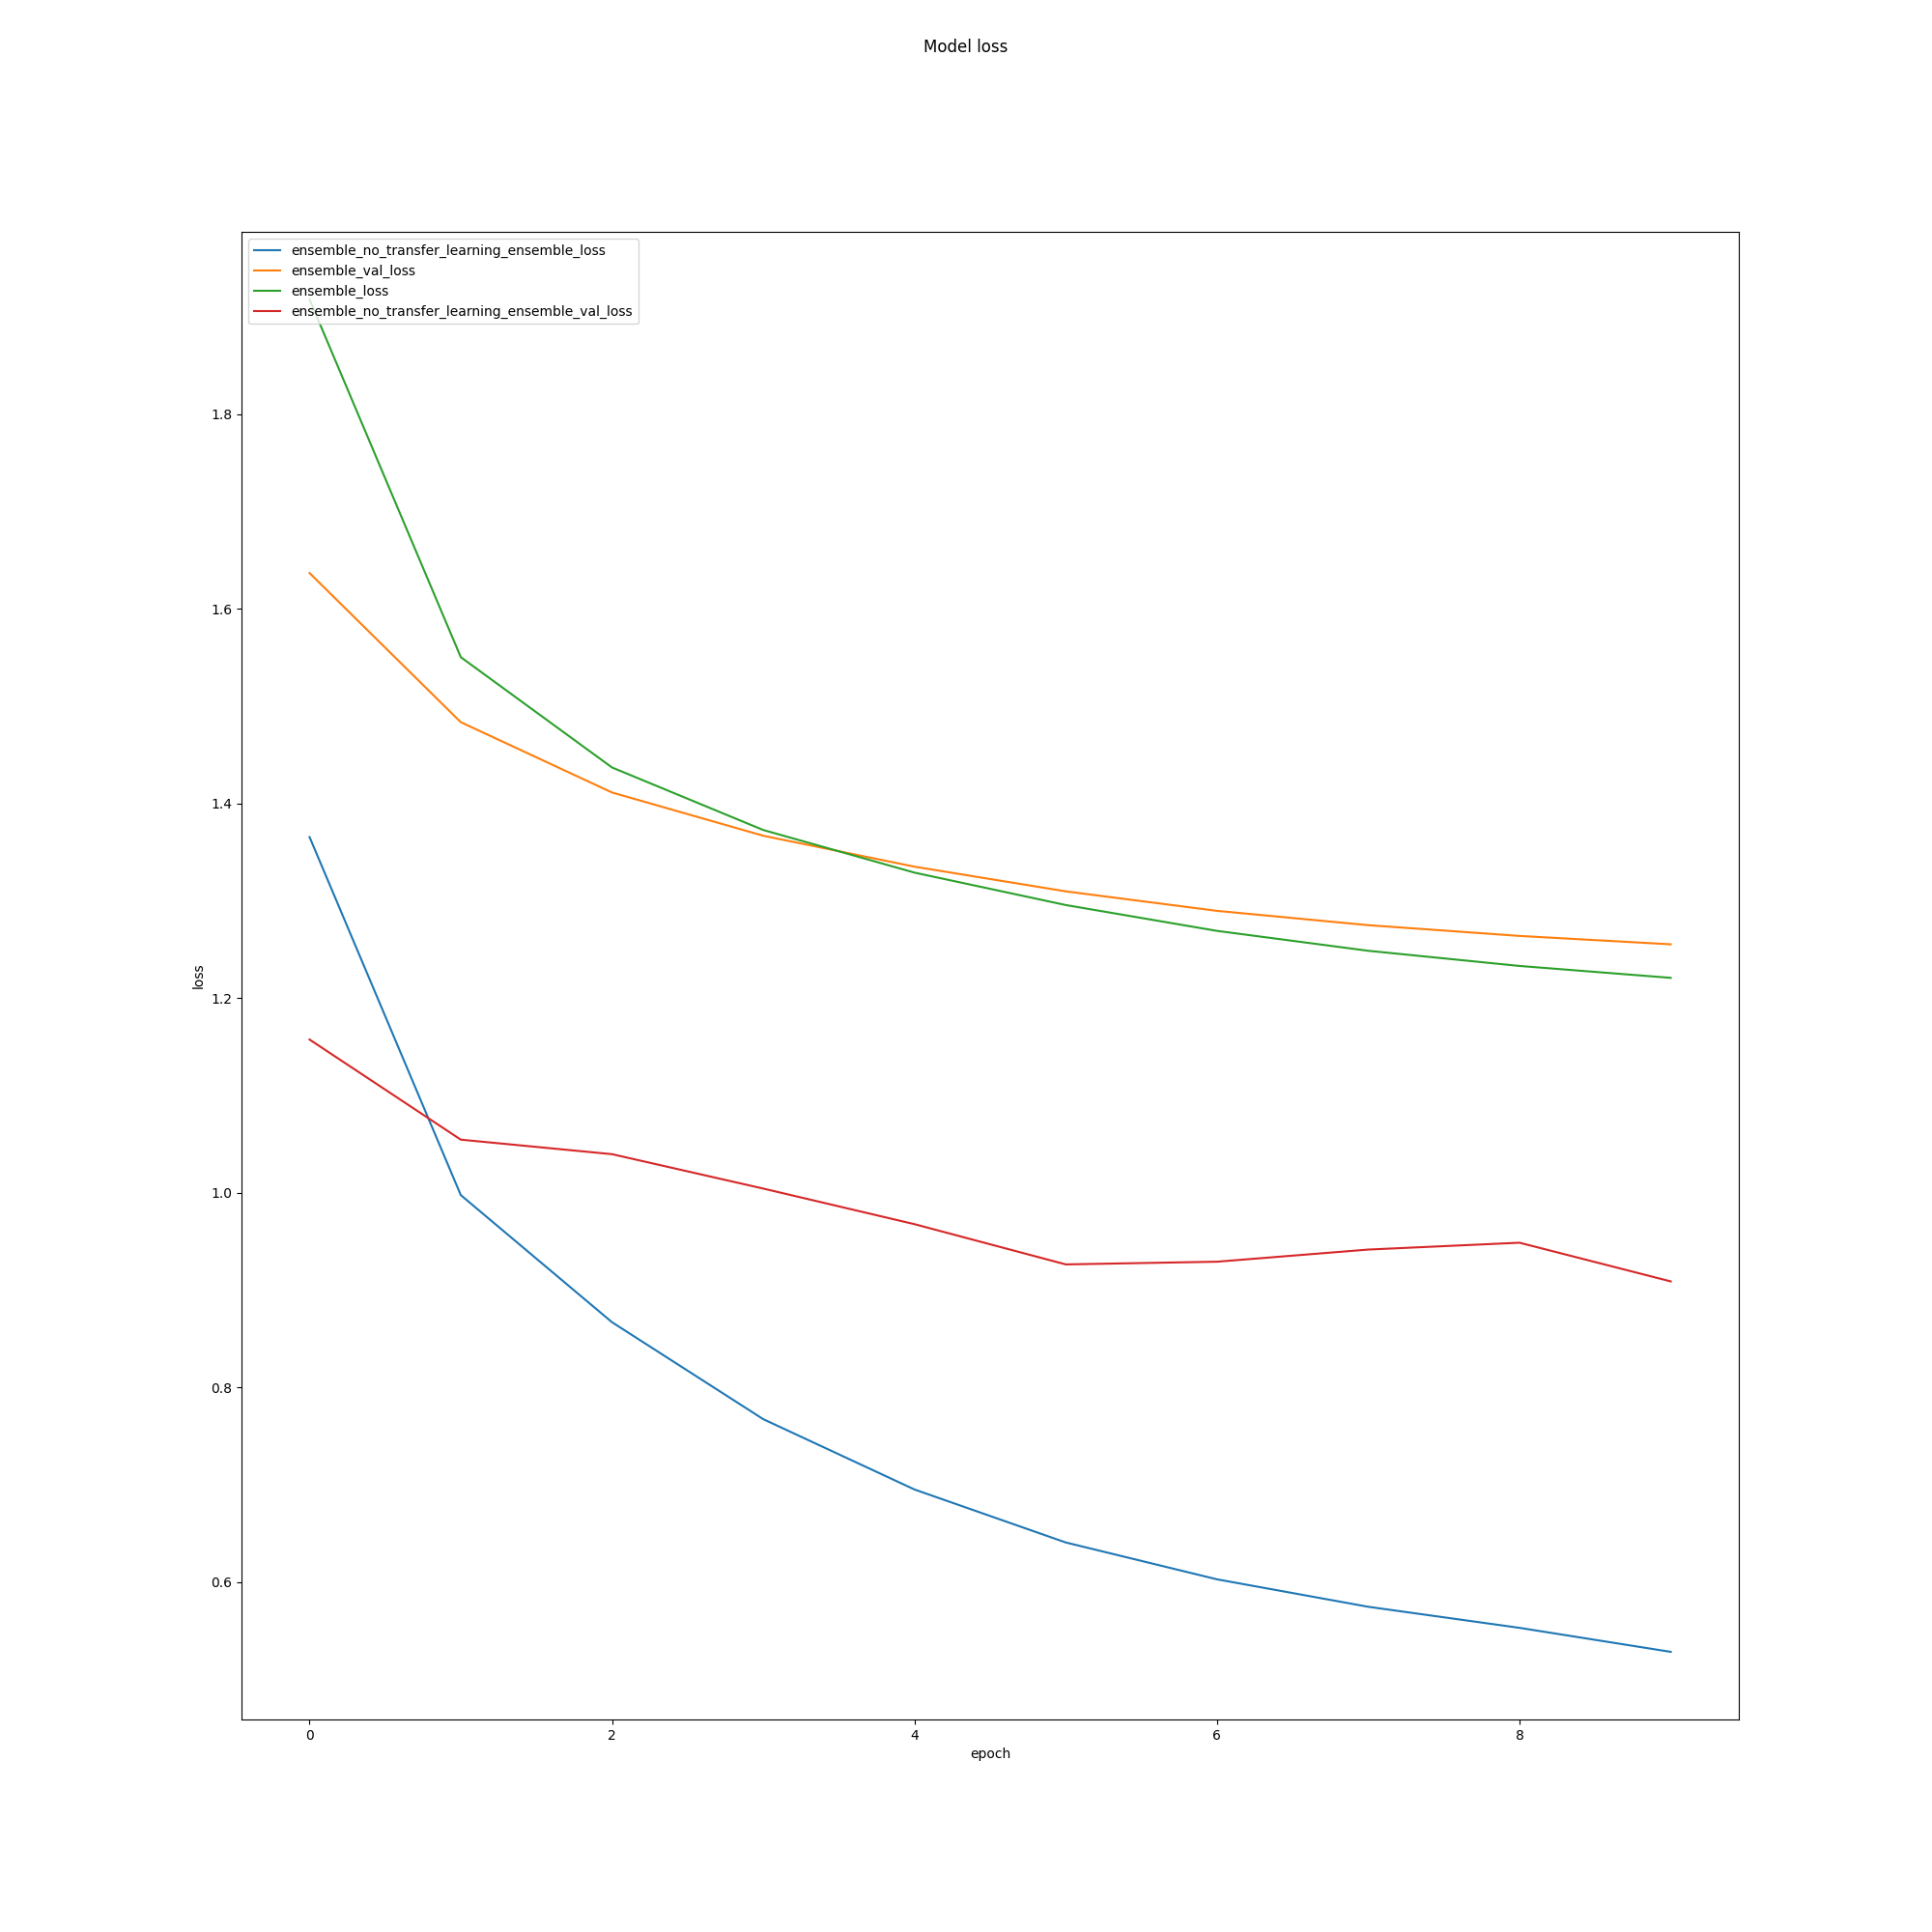 Model loss
ensemble_no_transfer_learning_ensemble_loss
ensemble_val_loss
ensemble_loss
ensemble_no_transfer_learning_ensemble_val_loss
1.8
1.6
1.4
1.2
1.0
0.8
0.6
loss
0 2 4 6 8
epoch